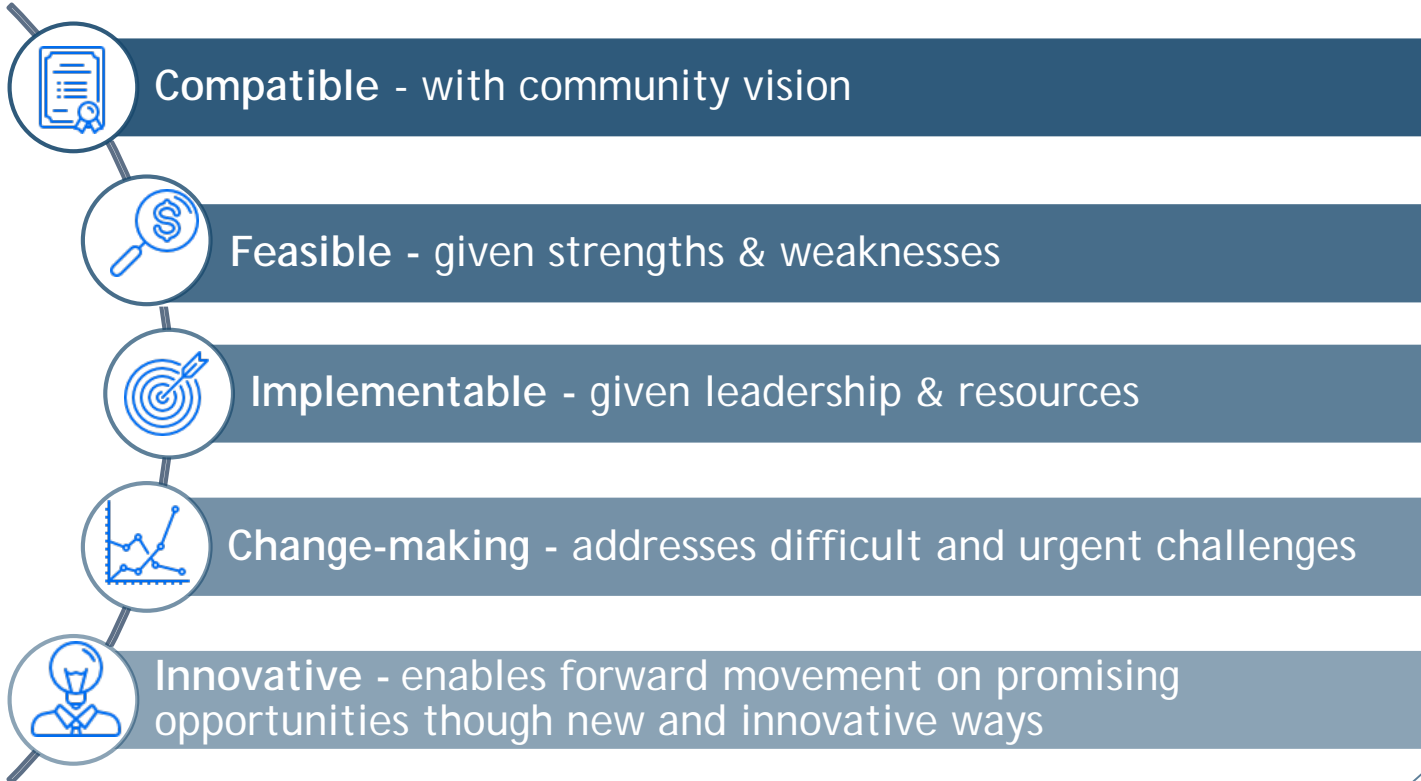 Compatible - with community vision
Feasible - given strengths & weaknesses
Implementable - given leadership & resources
Change-making - addresses difficult and urgent challenges
Innovative - enables forward movement on promising
opportunities though new and innovative ways